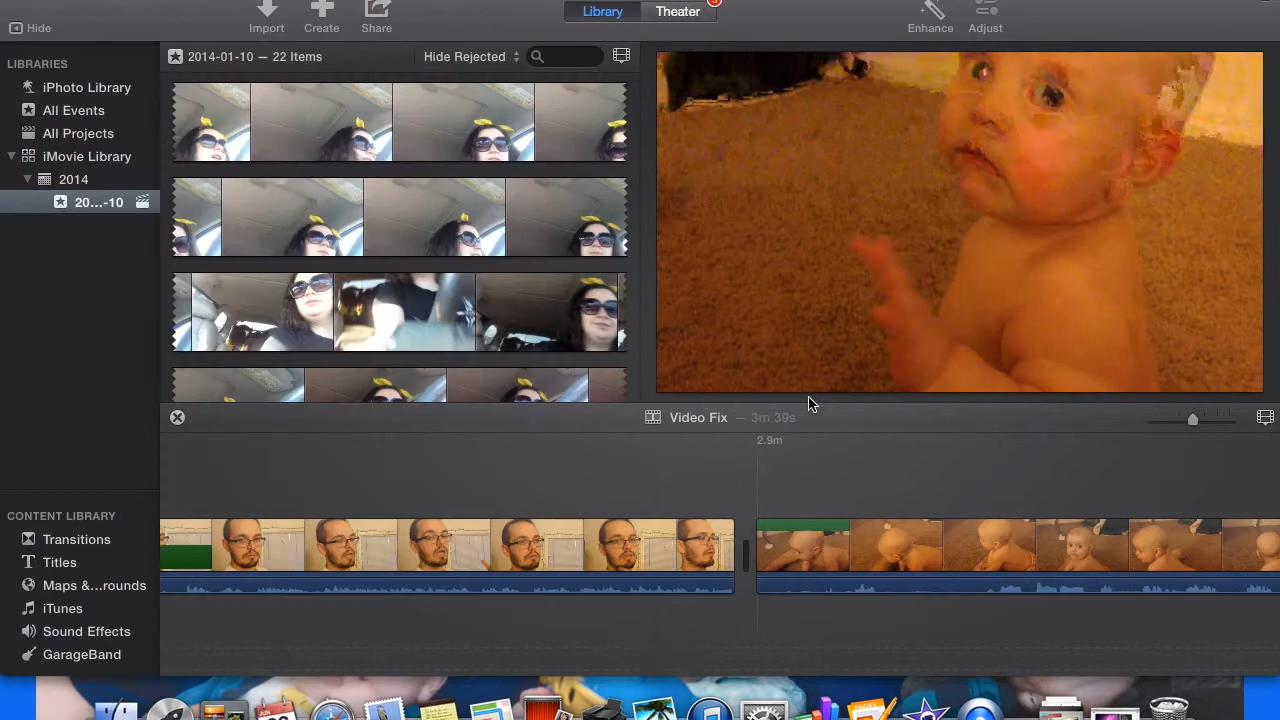 Library
Theater
Hide
Import
Create
Share
Enhance
Adjust
LIBRARIES
iPhoto Library
All Events
All Projects
iMovie Library
2014
20...-10
2014-01-10 — 22 Items
Hide Rejected
Video Fix — 3m 39s
2.9m
CONTENT LIBRARY
Transitions
Titles
Maps &...rounds
iTunes
Sound Effects
GarageBand